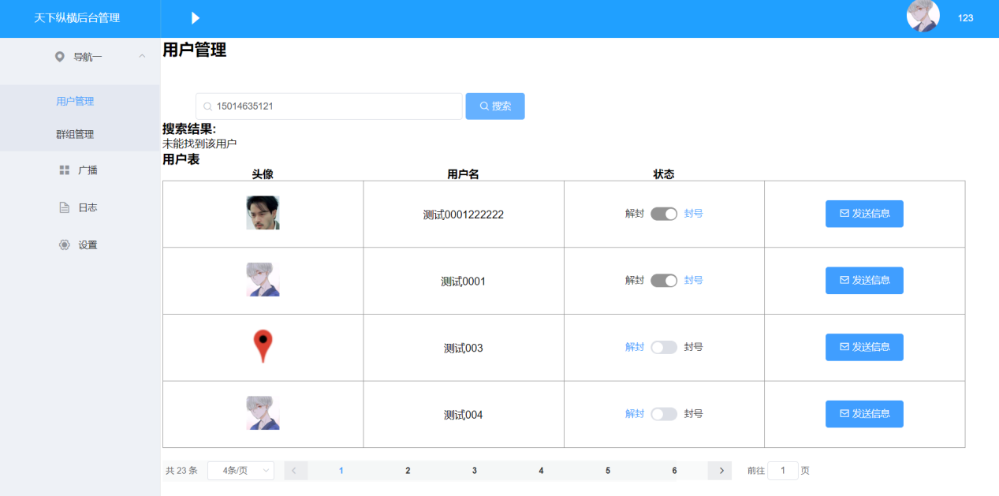 天下纵横后台管理
123
导航一
用户管理
群组管理
广播
日志
设置
用户管理
15014635121
搜索
搜索结果:
未能找到该用户
用户表
头像 用户名 状态
测试0001222222 解封 封号 发送信息
测试0001 解封 封号 发送信息
测试003 解封 封号 发送信息
测试004 解封 封号 发送信息
共 23 条 4条/页 1 2 3 4 5 6 前往 1 页